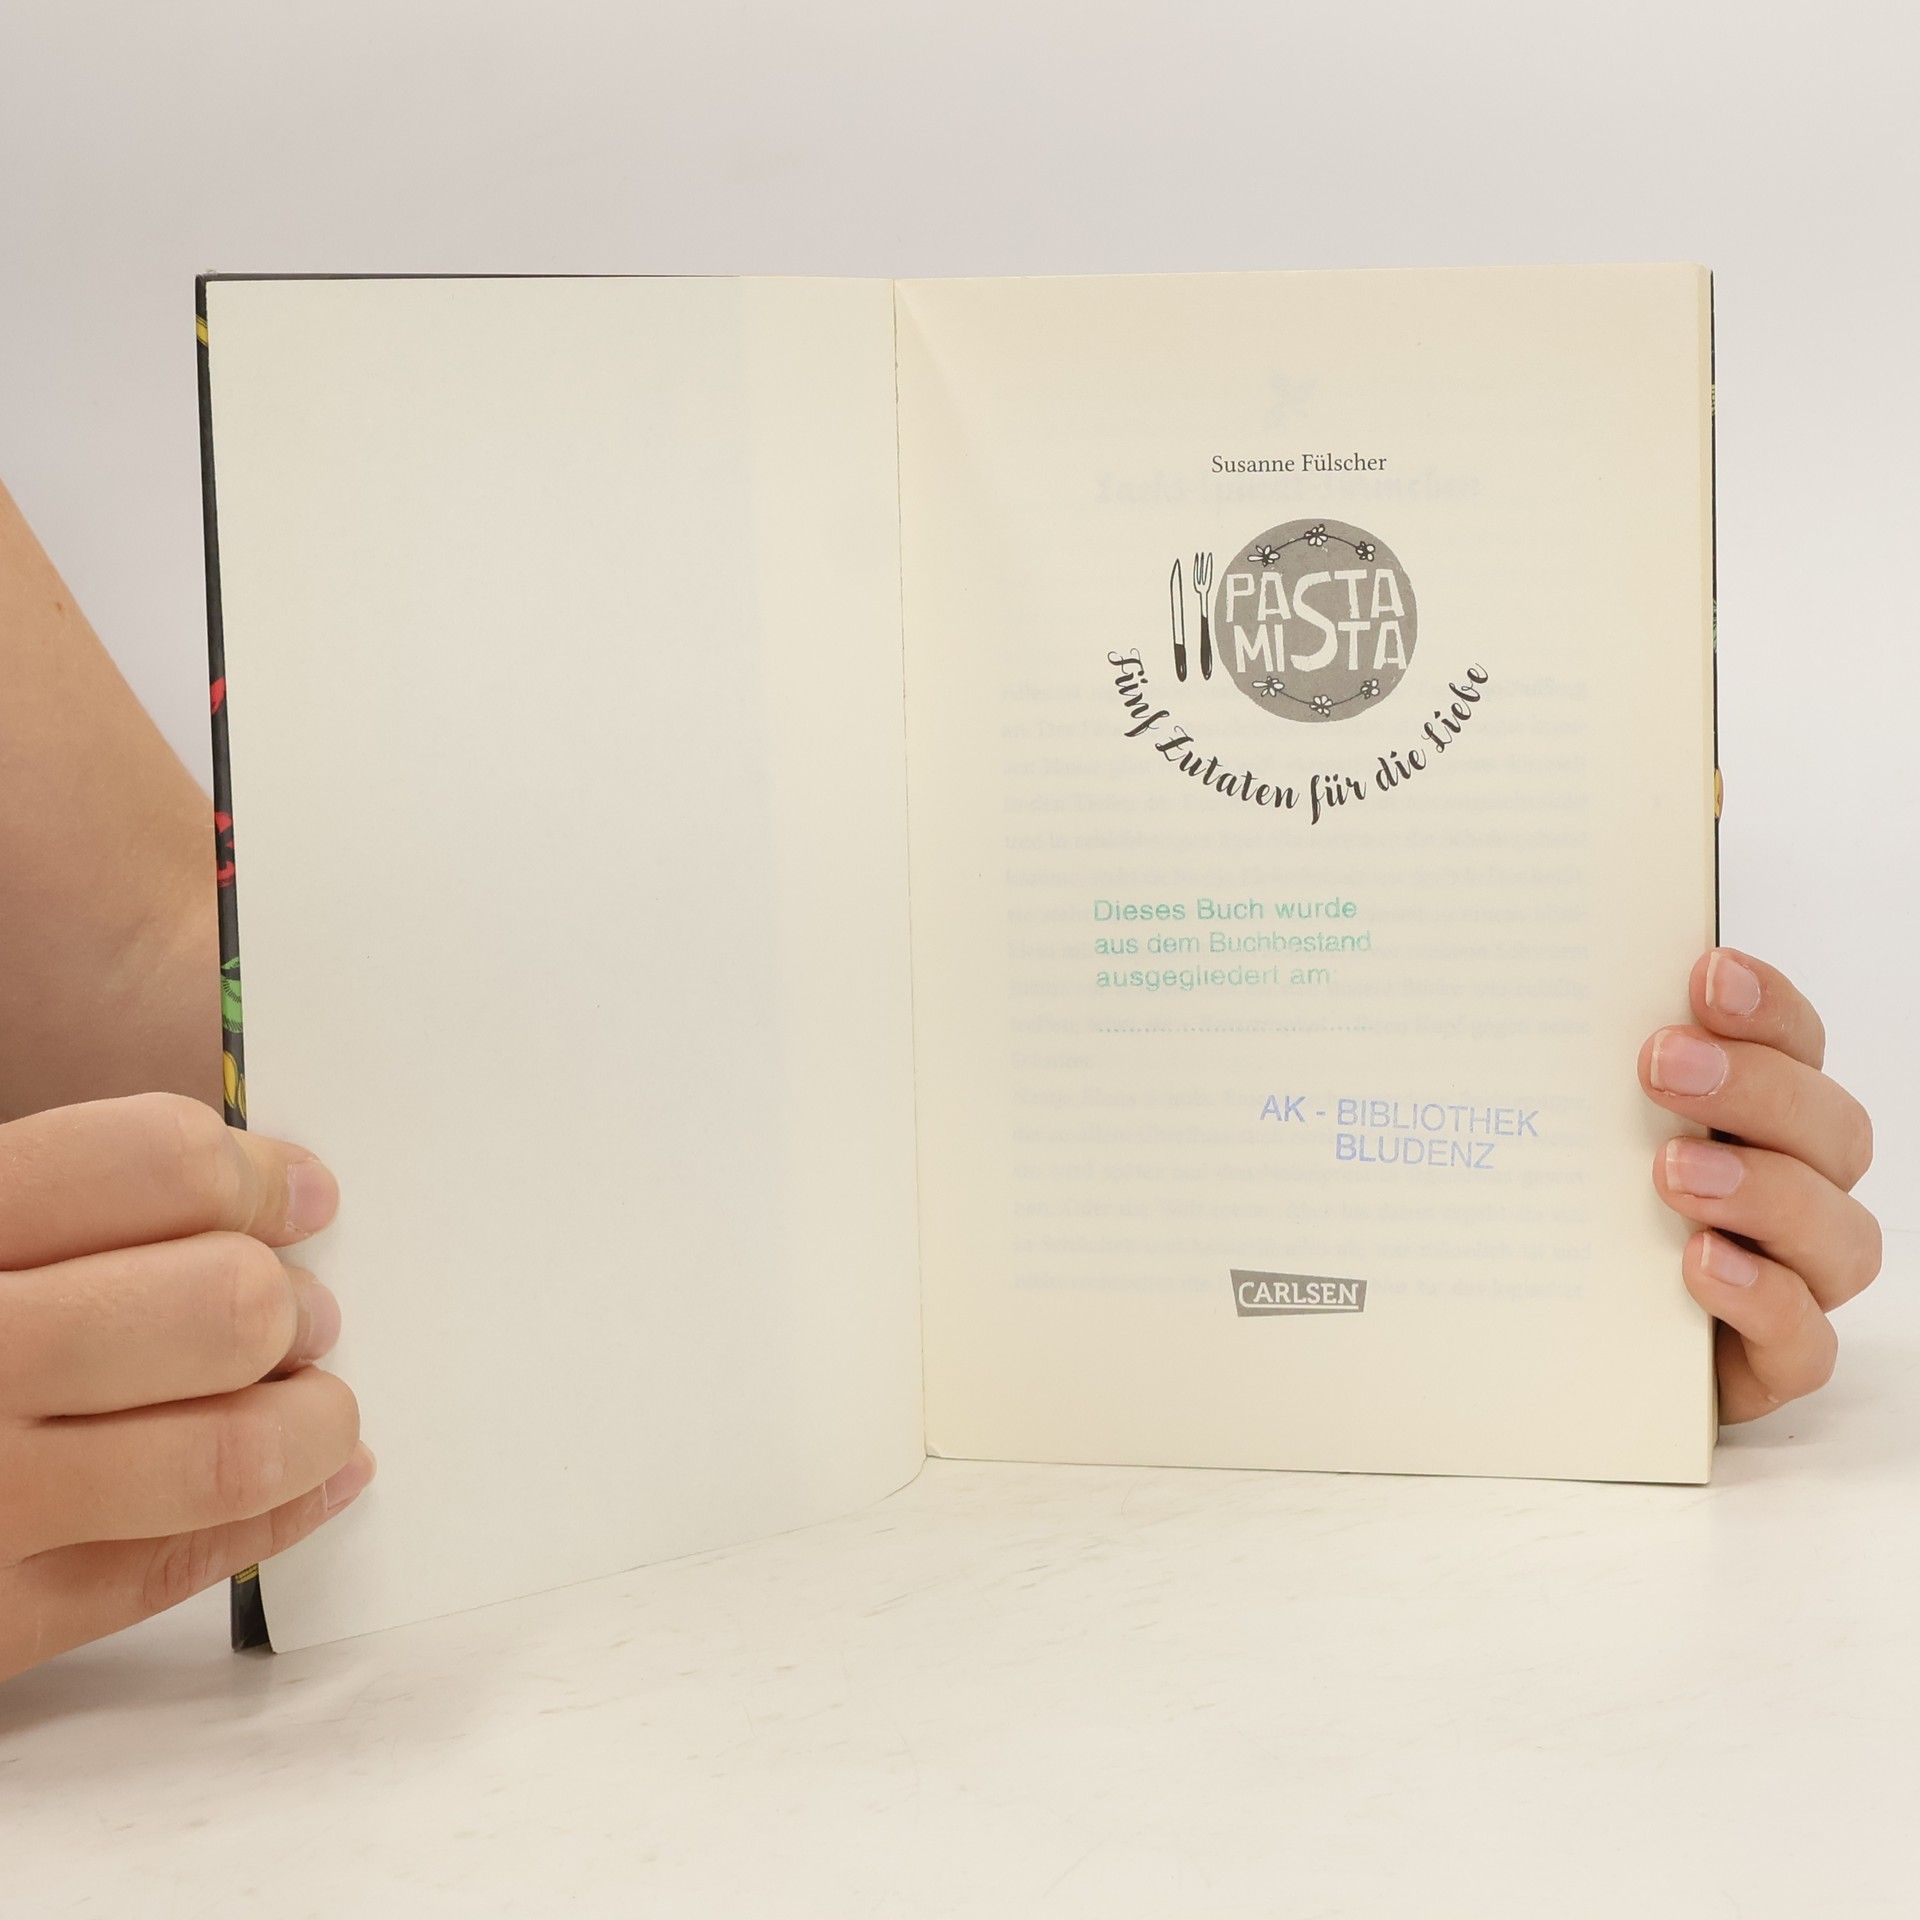 Susanne Fülscher
PASTA
MISTA
Fünf Zutaten für die Liebe
Dieses Buch wurde
aus dem Buchbestand
ausgegliedert am:
AK - BIBLIOTHEK
BLUDENZ
CARLSEN